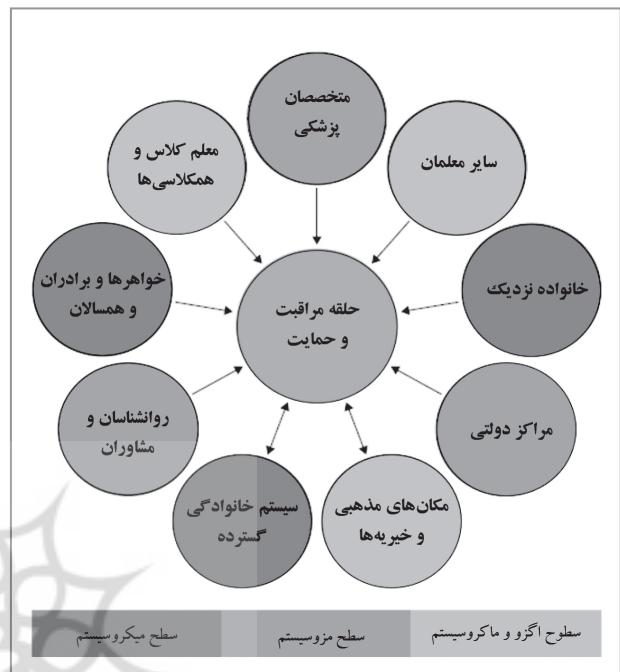 متخصصان
پزشکی
سایر معلمان
معلم کلاس و
همکلاسی‌ها
خانواده نزدیک
خواهرها و برادران
و همسالان
حلقه مراقبت
و حمایت
مراکز دولتی
روانشناسان و
مشاوران
مکان‌های مذهبی
و خیریه‌ها
سیستم خانوادگی
گسترده
سطوح اگزو و ماکروسیستم
سطح مزوسیستم
سطح میکروسیستم